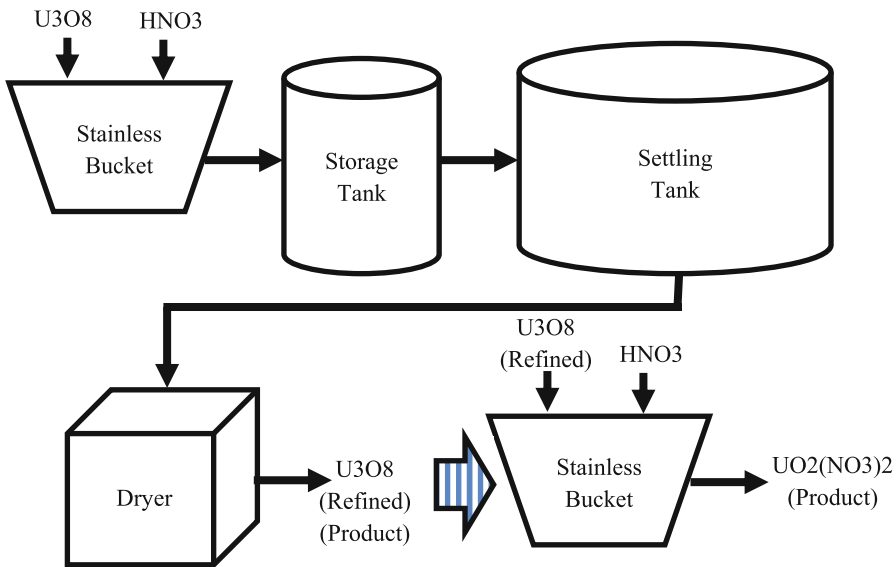 U3O8
HNO3
Stainless
Bucket
Storage
Tank
Settling
Tank
U3O8
(Refined)
HNO3
Dryer
U3O8
(Refined)
(Product)
Stainless
Bucket
UO2(NO3)2
(Product)